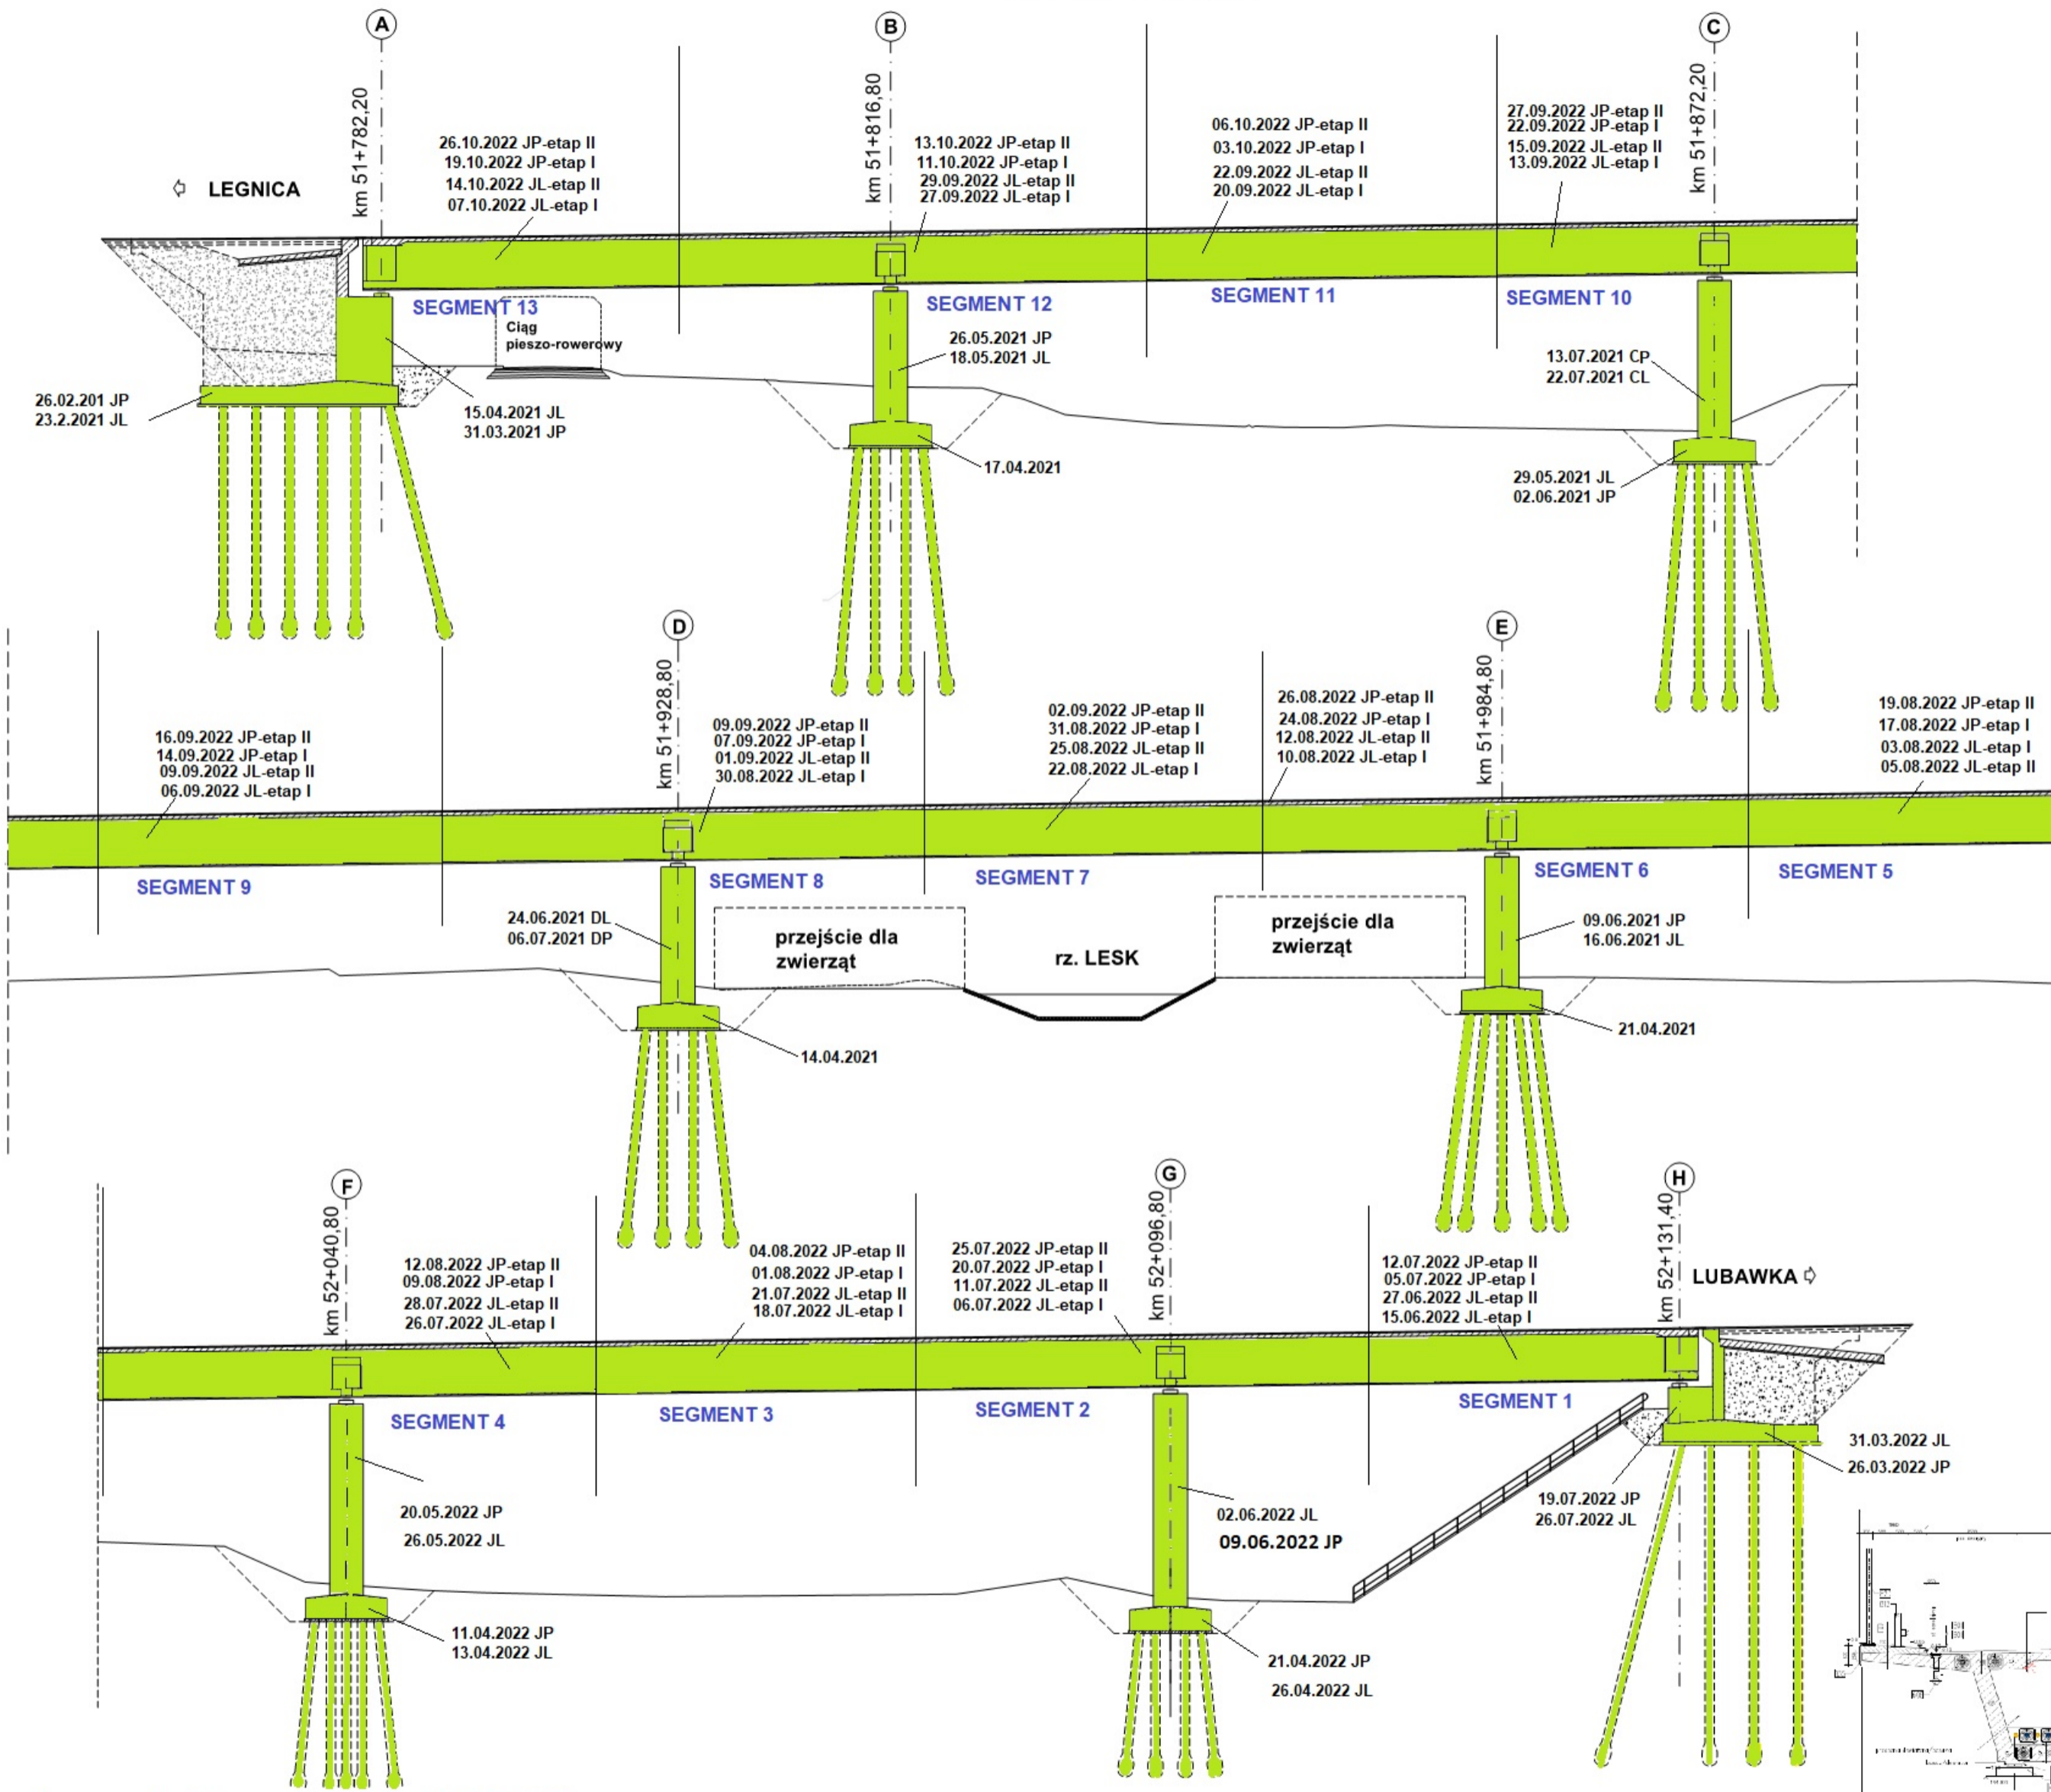 A
B
C
km 51+782,20
km 51+816,80
km 51+872,20
LEGNICA
26.10.2022 JP-etap II
19.10.2022 JP-etap I
14.10.2022 JL-etap II
07.10.2022 JL-etap I
13.10.2022 JP-etap II
11.10.2022 JP-etap I
29.09.2022 JL-etap II
27.09.2022 JL-etap I
06.10.2022 JP-etap II
03.10.2022 JP-etap I
22.09.2022 JL-etap II
20.09.2022 JL-etap I
27.09.2022 JP-etap II
22.09.2022 JP-etap I
15.09.2022 JL-etap II
13.09.2022 JL-etap I
SEGMENT 13
SEGMENT 12
SEGMENT 11
SEGMENT 10
Ciąg
pieszo-rowerowy
26.02.201 JP
23.2.2021 JL
15.04.2021 JL
31.03.2021 JP
26.05.2021 JP
18.05.2021 JL
17.04.2021
13.07.2021 CP
22.07.2021 CL
29.05.2021 JL
02.06.2021 JP
D
E
km 51+928,80
km 51+984,80
16.09.2022 JP-etap II
14.09.2022 JP-etap I
09.09.2022 JL-etap II
06.09.2022 JL-etap I
09.09.2022 JP-etap II
07.09.2022 JP-etap I
01.09.2022 JL-etap II
30.08.2022 JL-etap I
02.09.2022 JP-etap II
31.08.2022 JP-etap I
25.08.2022 JL-etap II
22.08.2022 JL-etap I
26.08.2022 JP-etap II
24.08.2022 JP-etap I
12.08.2022 JL-etap II
10.08.2022 JL-etap I
19.08.2022 JP-etap II
17.08.2022 JP-etap I
03.08.2022 JL-etap I
05.08.2022 JL-etap II
SEGMENT 9
SEGMENT 8
SEGMENT 7
SEGMENT 6
SEGMENT 5
24.06.2021 DL
06.07.2021 DP
przejście dla
zwierząt
rz. LESK
przejście dla
zwierząt
09.06.2021 JP
16.06.2021 JL
14.04.2021
21.04.2021
F
G
H
km 52+040,80
km 52+096,80
km 52+131,40
LUBAWKA
12.08.2022 JP-etap II
09.08.2022 JP-etap I
28.07.2022 JL-etap II
26.07.2022 JL-etap I
04.08.2022 JP-etap II
01.08.2022 JP-etap I
21.07.2022 JL-etap II
18.07.2022 JL-etap I
25.07.2022 JP-etap II
20.07.2022 JP-etap I
11.07.2022 JL-etap II
06.07.2022 JL-etap I
12.07.2022 JP-etap II
05.07.2022 JP-etap I
27.06.2022 JL-etap II
15.06.2022 JL-etap I
SEGMENT 4
SEGMENT 3
SEGMENT 2
SEGMENT 1
20.05.2022 JP
26.05.2022 JL
02.06.2022 JL
09.06.2022 JP
31.03.2022 JL
26.03.2022 JP
19.07.2022 JP
26.07.2022 JL
11.04.2022 JP
13.04.2022 JL
21.04.2022 JP
26.04.2022 JL